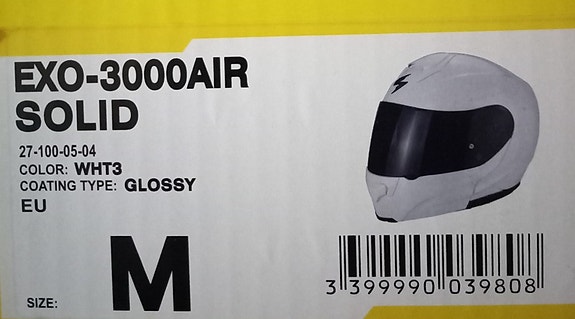 EXO-3000AIR
SOLID
27-100-05-04
COLOR: WHT3
COATING TYPE: GLOSSY
EU
SIZE: M
3 399990 039808